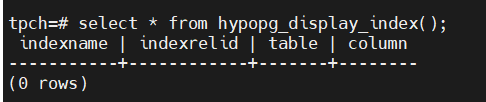 tpch=# select * from hypopg_display_index();
 indexname | indexrelid | table | column
-----------+------------+-------+--------
(0 rows)